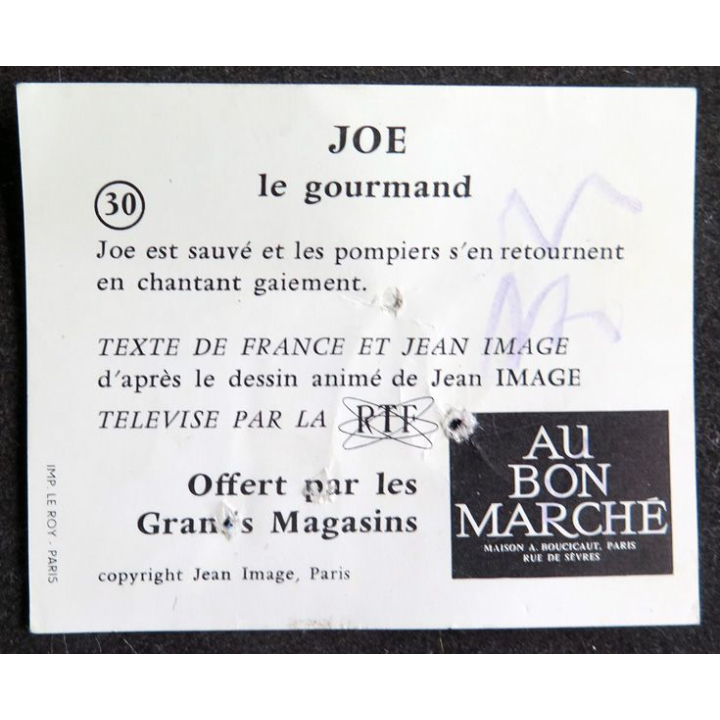 JOE
le gourmand
30
Joe est sauvé et les pompiers s'en retournent
en chantant gaiement.
TEXTE DE FRANCE ET JEAN IMAGE
d'après le dessin animé de Jean IMAGE
TELEVISE PAR LA RTF
Offert par les
Grands Magasins
AU
BON
MARCHÉ
MAISON A. BOUCICAUT, PARIS
RUE DE SÈVRES
copyright Jean Image, Paris
IMP. LE ROY - PARIS